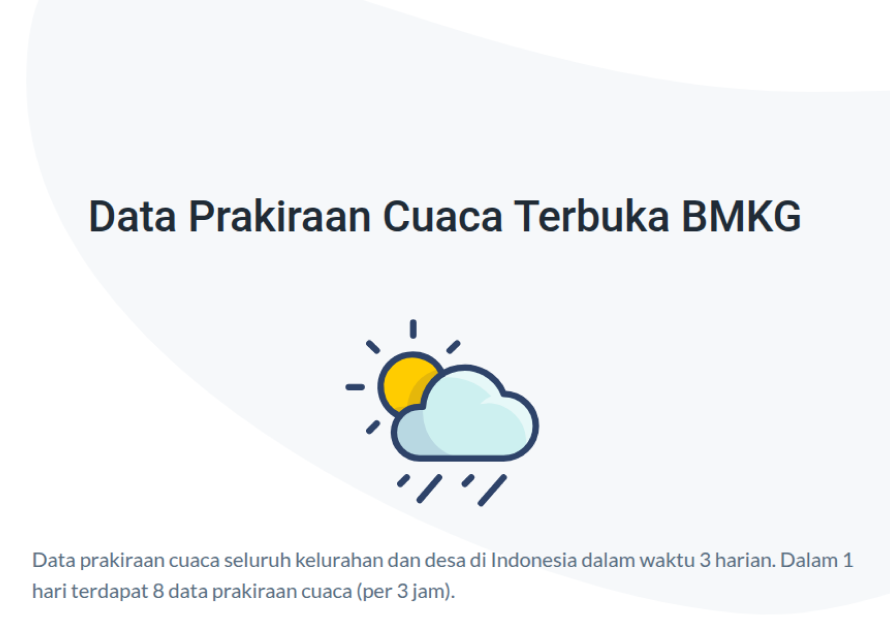 Data Prakiraan Cuaca Terbuka BMKG
Data prakiraan cuaca seluruh kelurahan dan desa di Indonesia dalam waktu 3 harian. Dalam 1
hari terdapat 8 data prakiraan cuaca (per 3 jam).